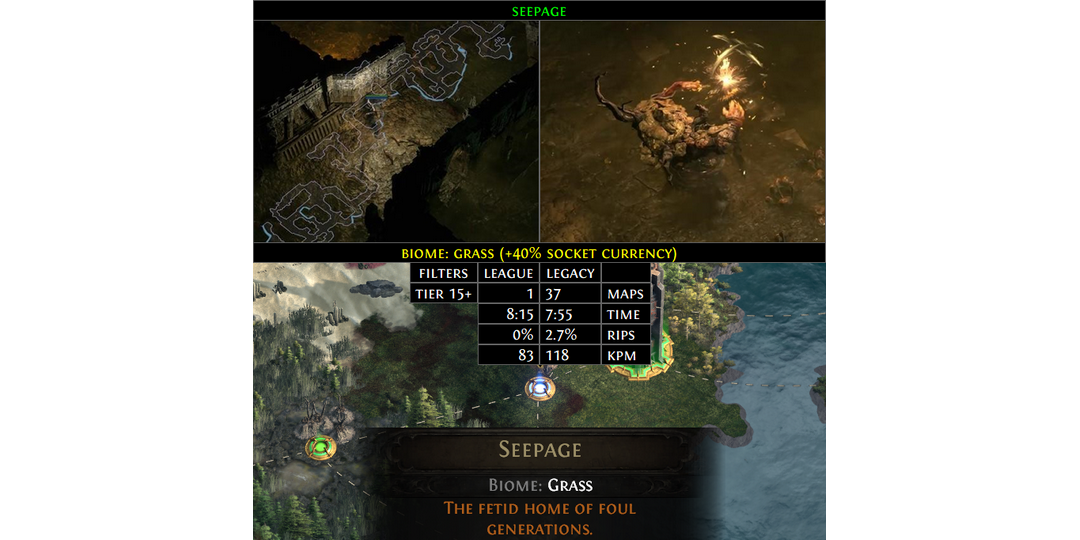 SEEPAGE
BIOME: GRASS (+40% SOCKET CURRENCY)
FILTERS LEAGUE LEGACY
TIER 15+ 1 37 MAPS
8:15 7:55 TIME
0% 2.7% RIPS
83 118 KPM
SEEPAGE
BIOME: GRASS
THE FETID HOME OF FOUL
GENERATIONS.